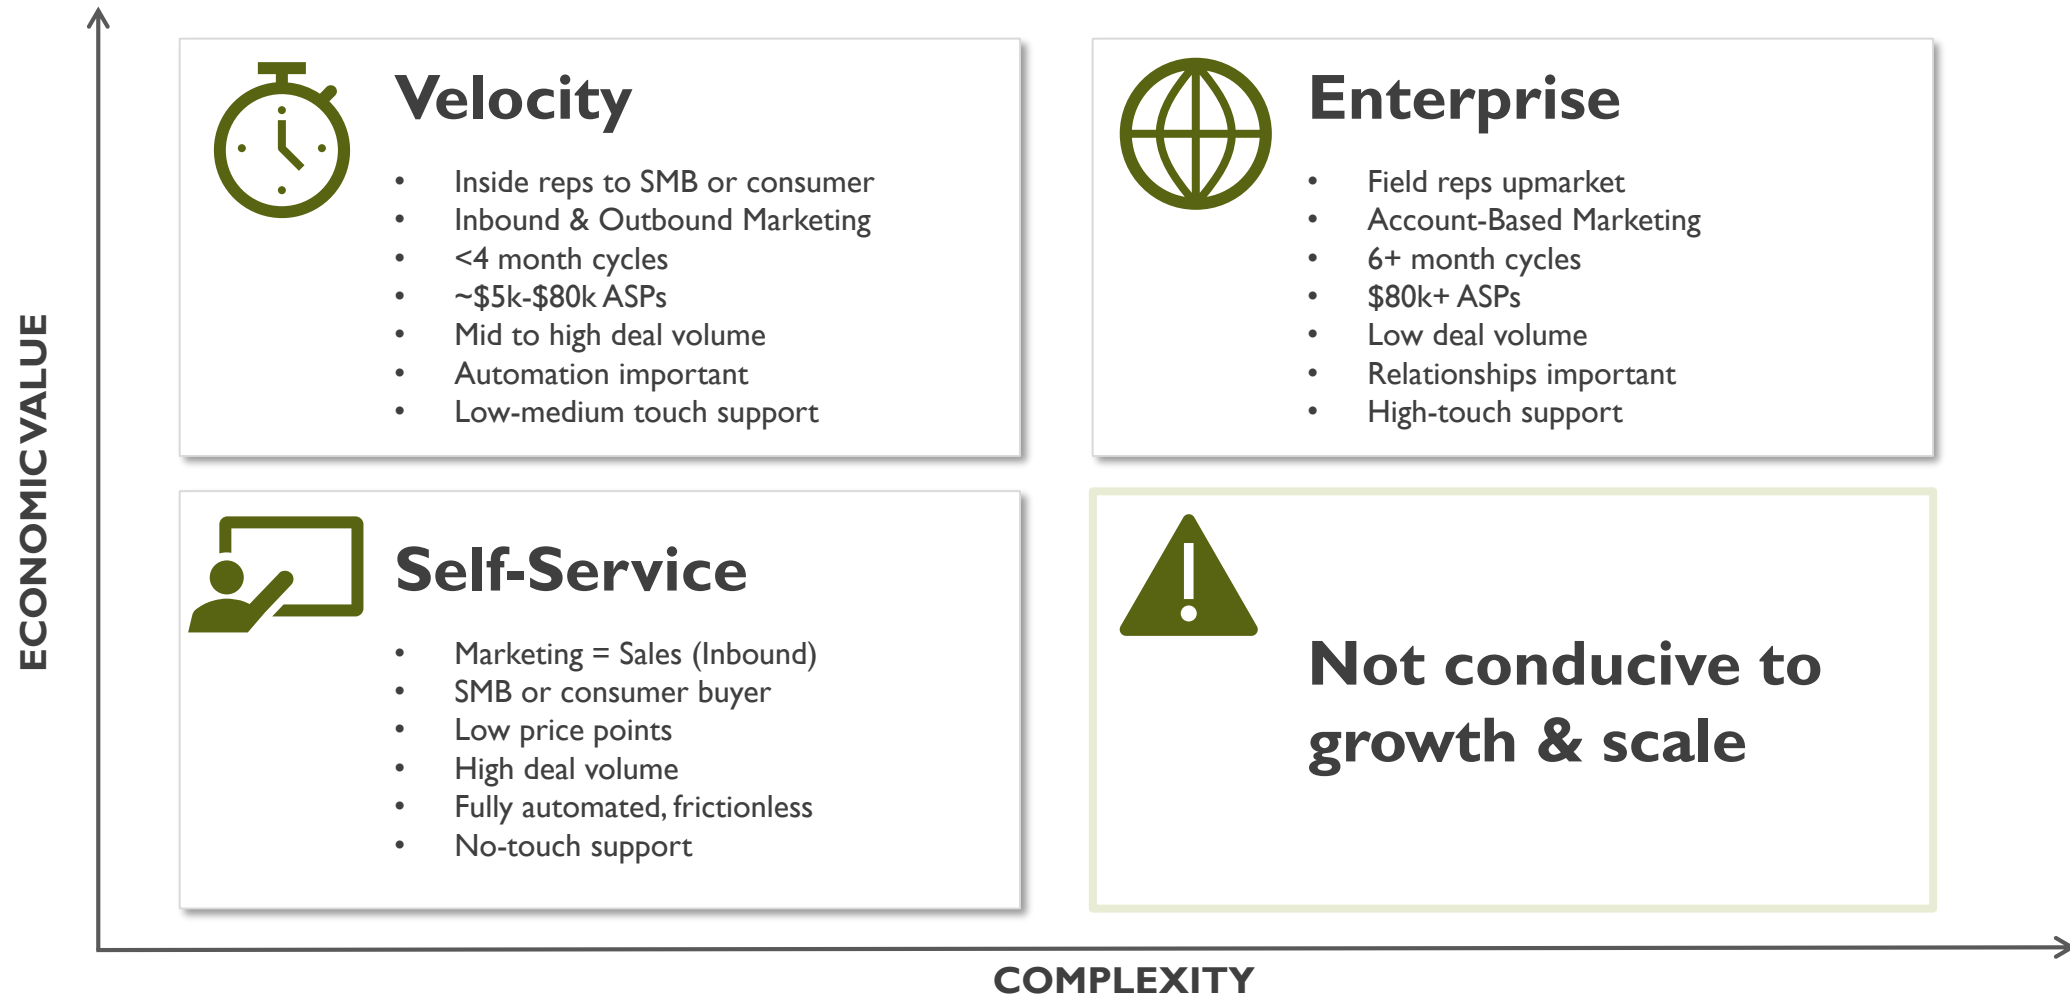 ECONOMIC VALUE
Velocity
• Inside reps to SMB or consumer
• Inbound & Outbound Marketing
• <4 month cycles
• ~$5k-$80k ASPs
• Mid to high deal volume
• Automation important
• Low-medium touch support
Enterprise
• Field reps upmarket
• Account-Based Marketing
• 6+ month cycles
• $80k+ ASPs
• Low deal volume
• Relationships important
• High-touch support
Self-Service
• Marketing = Sales (Inbound)
• SMB or consumer buyer
• Low price points
• High deal volume
• Fully automated, frictionless
• No-touch support
Not conducive to
growth & scale
COMPLEXITY